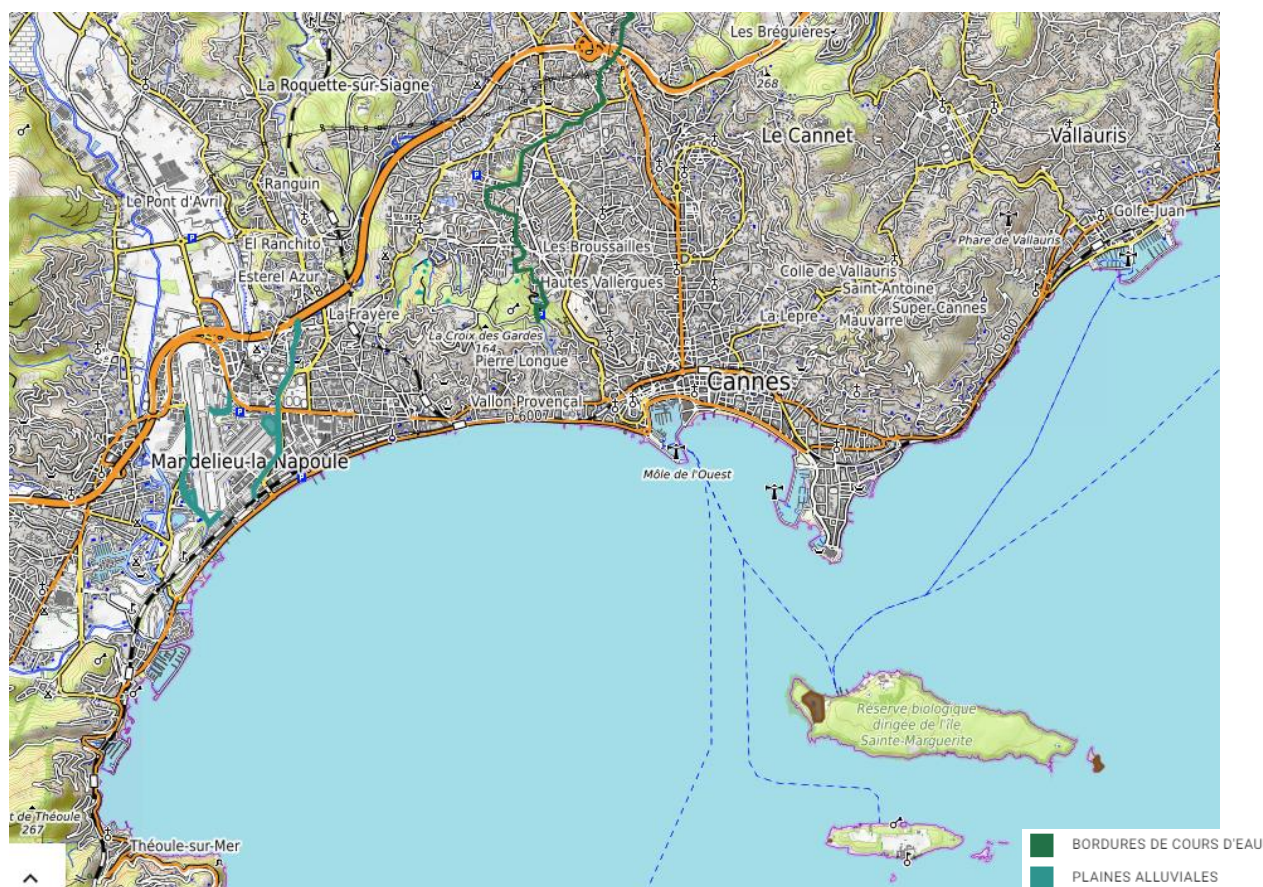 Les Bréguières
268
La Roquette-sur-Siagne
Le Cannet
Vallauris
Ranguin
Le Pont d'Avril
P
P
Golfe-Juan
Phare de Vallauris
El Ranchito
Les Broussailles
Esterel Azur
Hautes Vallergues
Colle de Vallauris
Saint-Antoine
Super-Cannes
La Frayère
P
La Lèpre
Mauvarre
D 6007
La Croix des Gardes
164
Pierre Longue
Cannes
Vallon Provençal
D 6007
P
Mandelieu-la Napoule
P
Môle de l'Ouest
Réserve biologique
dirigée de l'île
Sainte-Marguerite
t de Théoule
267
Théoule-sur-Mer
BORDURES DE COURS D'EAU
PLAINES ALLUVIALES